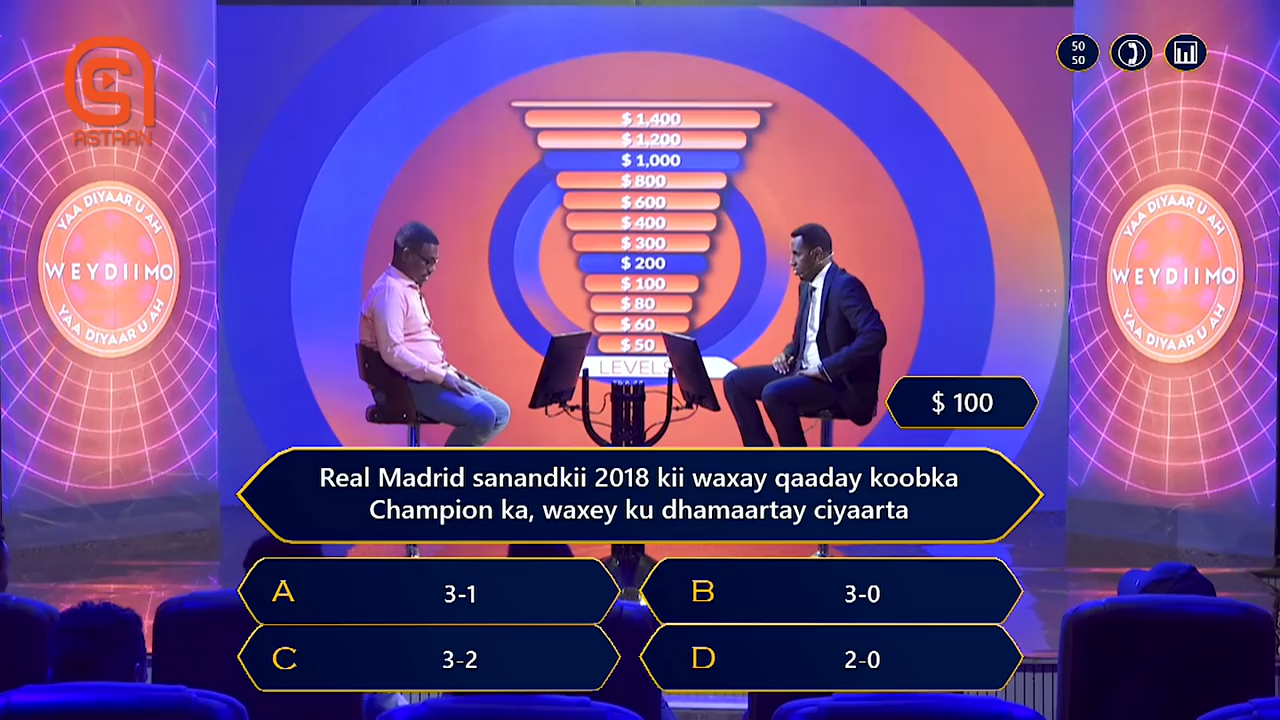 ASTAAN
50
50
$ 1,400
$ 1,200
$ 1,000
$ 800
$ 600
$ 400
$ 300
$ 200
$ 100
$ 80
$ 60
$ 50
LEVELS
YAA DIYAAR U AH
WEYDIIMO
YAA DIYAAR U AH
YAA DIYAAR U AH
WEYDIIMO
YAA DIYAAR U AH
$ 100
Real Madrid sanandkii 2018 kii waxay qaaday koobka
Champion ka, waxey ku dhamaartay ciyaarta
A 3-1
B 3-0
C 3-2
D 2-0